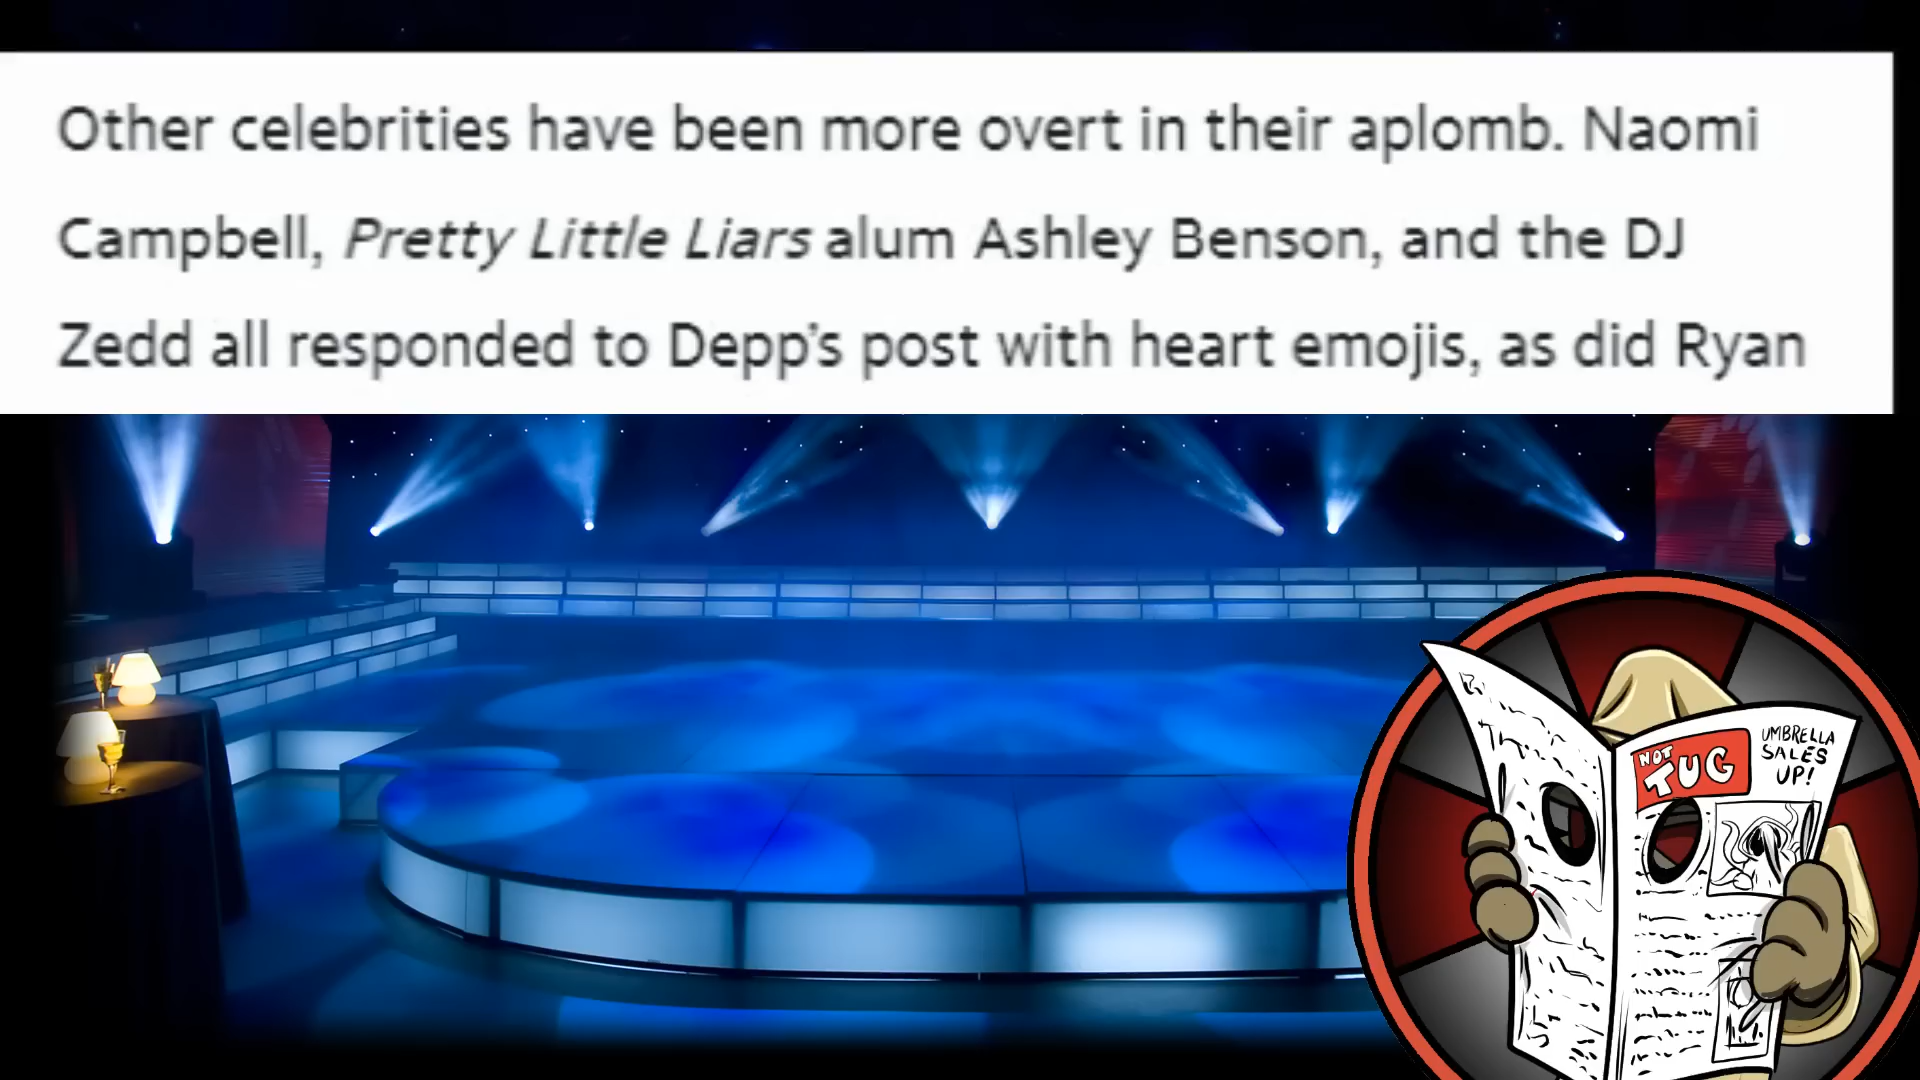 Other celebrities have been more overt in their aplomb. Naomi
Campbell, Pretty Little Liars alum Ashley Benson, and the DJ
Zedd all responded to Depp's post with heart emojis, as did Ryan
NOT
TUG
UMBRELLA
SALES
UP!